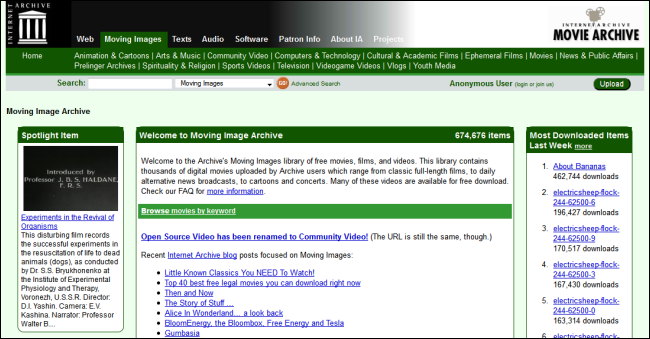 INTERNET ARCHIVE
INTERNET ARCHIVE
MOVIE ARCHIVE
Web Moving Images Texts Audio Software Patron Info About IA Projects
Home
Animation & Cartoons | Arts & Music | Community Video | Computers & Technology | Cultural & Academic Films | Ephemeral Films | Movies | News & Public Affairs |
Prelinger Archives | Spirituality & Religion | Sports Videos | Television | Videogame Videos | Vlogs | Youth Media
Search: Moving Images GO! Advanced Search Anonymous User (login or join us) Upload
Moving Image Archive
Spotlight Item
Introduced by
Professor J. B. S. HALDANE,
F. R. S.
Experiments in the Revival of
Organisms
This disturbing film records
the successful experiments in
the resuscitation of life to dead
animals (dogs), as conducted
by Dr. S.S. Bryukhonenko at
the Institute of Experimental
Physiology and Therapy,
Voronezh, U.S.S.R. Director:
D.I. Yashin. Camera: E.V.
Kashina. Narrator: Professor
Walter B....
Welcome to Moving Image Archive 674,676 items
Welcome to the Archive's Moving Images library of free movies, films, and videos. This library contains
thousands of digital movies uploaded by Archive users which range from classic full-length films, to daily
alternative news broadcasts, to cartoons and concerts. Many of these videos are available for free download.
Check our FAQ for more information.
Browse movies by keyword
Open Source Video has been renamed to Community Video! (The URL is still the same, though.)
Recent Internet Archive blog posts focused on Moving Images:
Little Known Classics You NEED To Watch!
Top 40 best free legal movies you can download right now
Then and Now
The Story of Stuff ...
Alice In Wonderland... a look back
BloomEnergy, the Bloombox, Free Energy and Tesla
Gumbasia
Most Downloaded Items
Last Week more
1. About Bananas
462,744 downloads
2. electricsheep-flock-
244-62500-6
196,427 downloads
3. electricsheep-flock-
244-62500-9
170,517 downloads
4. electricsheep-flock-
244-62500-3
167,430 downloads
5. electricsheep-flock-
244-62500-0
163,314 downloads